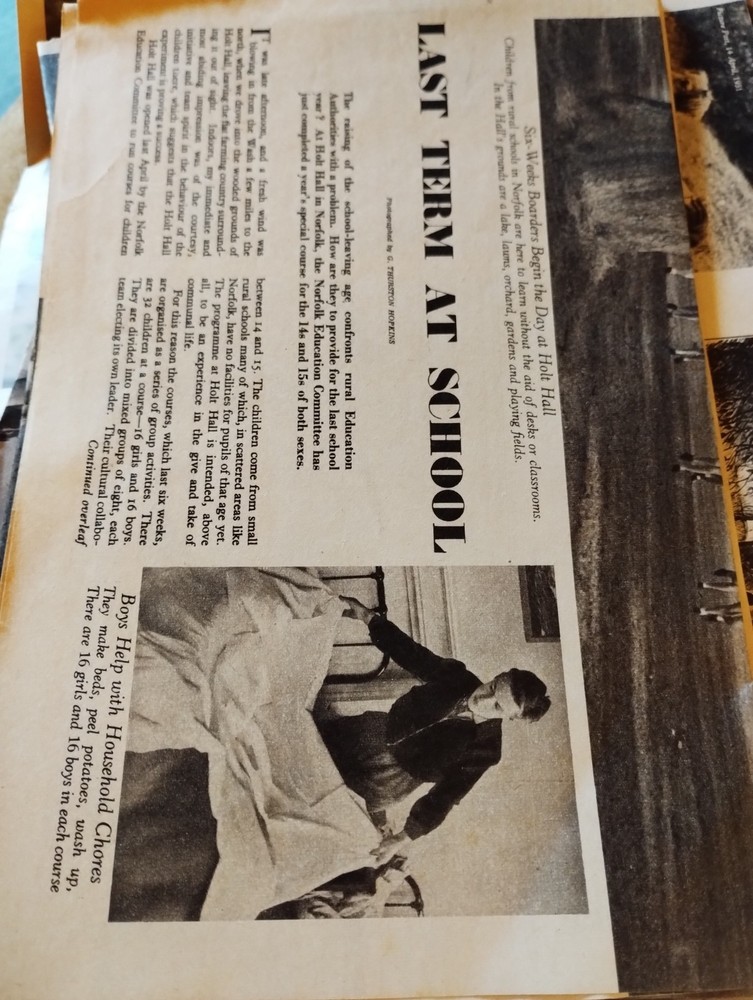 Picture Post, 14 April, 1951
Six-Weeks Boarders Begin the Day at Holt Hall
Children from rural schools in Norfolk are here to learn without the aid of desks or classrooms.
In the Hall's grounds are a lake, lawns, orchard, gardens and playing fields.
LAST TERM AT SCHOOL
Photographed by G. THURSTON HOPKINS
The raising of the school-leaving age confronts rural Education
Authorities with a problem. How are they to provide for the last school
year? At Holt Hall in Norfolk, the Norfolk Education Committee has
just completed a year's special course for the 14s and 15s of both sexes.
IT was late afternoon, and a fresh wind was
blowing in from the Wash a few miles to the
north, when we drove into the wooded grounds of
Holt Hall, leaving the flat farming country surround-
ing it out of sight. Indoors, my immediate and
most abiding impression was of the courtesy,
initiative and team spirit in the behaviour of the
children there, which suggests that the Holt Hall
experiment is proving a success.
Holt Hall was opened last April by the Norfolk
Education Committee to run courses for children
between 14 and 15. The children come from small
rural schools many of which, in scattered areas like
Norfolk, have no facilities for pupils of that age yet.
The programme at Holt Hall is intended, above
all, to be an experience in the give and take of
communal life.
For this reason the courses, which last six weeks,
are organised as a series of group activities. There
are 32 children at a course—16 girls and 16 boys.
They are divided into mixed groups of eight, each
team electing its own leader. Their cultural collabo-
Continued overleaf
Boys Help with Household Chores
They make beds, peel potatoes, wash up,
There are 16 girls and 16 boys in each course